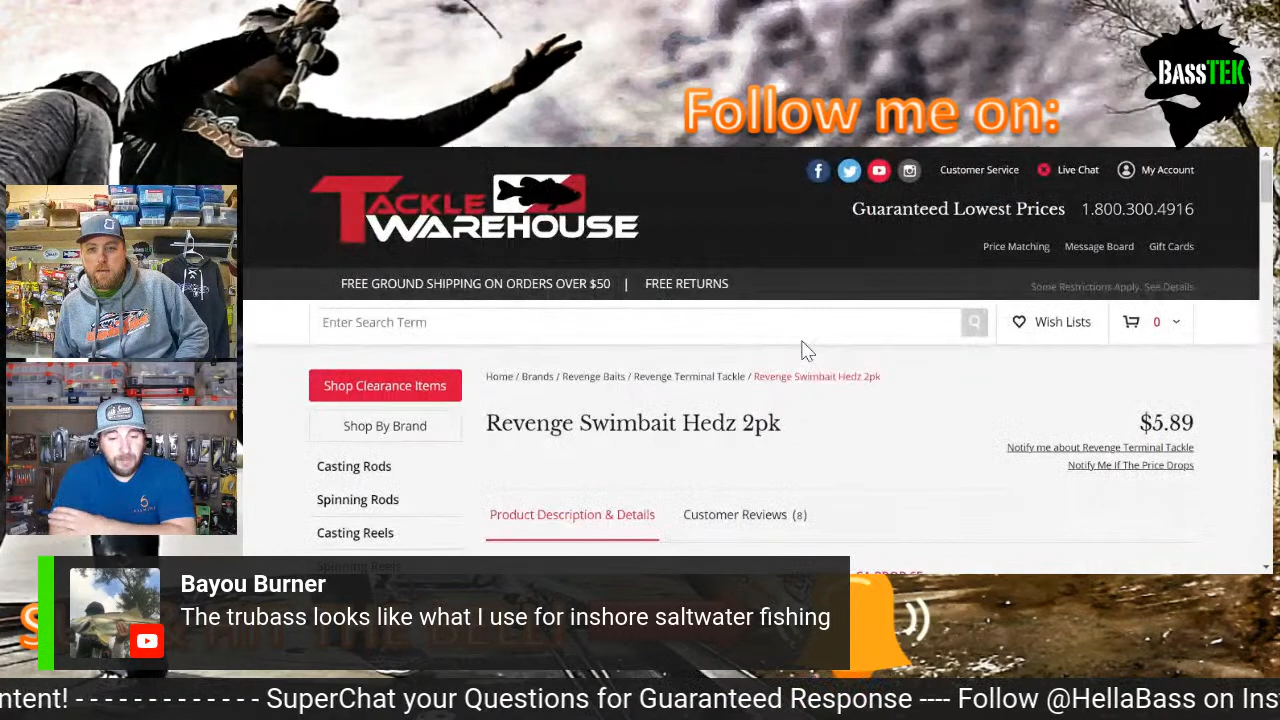 BASSTEK
Follow me on:
Customer Service
Live Chat
My Account
TACKLE
WAREHOUSE
Guaranteed Lowest Prices 1.800.300.4916
Price Matching Message Board Gift Cards
FREE GROUND SHIPPING ON ORDERS OVER $50 | FREE RETURNS
Some Restrictions Apply. See Details
Enter Search Term
Wish Lists
0
Shop Clearance Items
Home / Brands / Revenge Baits / Revenge Terminal Tackle / Revenge Swimbait Hedz 2pk
Shop By Brand
Revenge Swimbait Hedz 2pk
$5.89
Notify me about Revenge Terminal Tackle
Notify Me If The Price Drops
Casting Rods
Spinning Rods
Casting Reels
Spinning Reels
Product Description & Details
Customer Reviews (8)
Bayou Burner
The trubass looks like what I use for inshore saltwater fishing
ntent! - - - - - - - - - - - - - SuperChat your Questions for Guaranteed Response ---- Follow @HellaBass on Ins